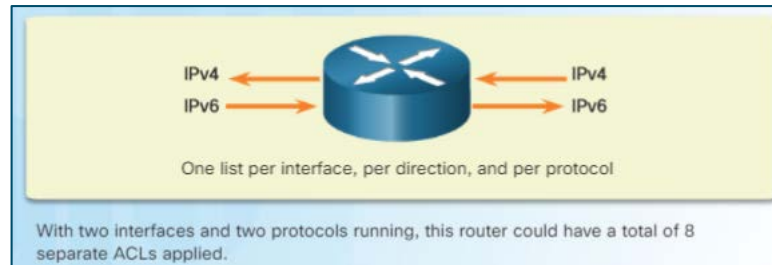 IPv4 IPv4
IPv6 IPv6
One list per interface, per direction, and per protocol
With two interfaces and two protocols running, this router could have a total of 8
separate ACLs applied.